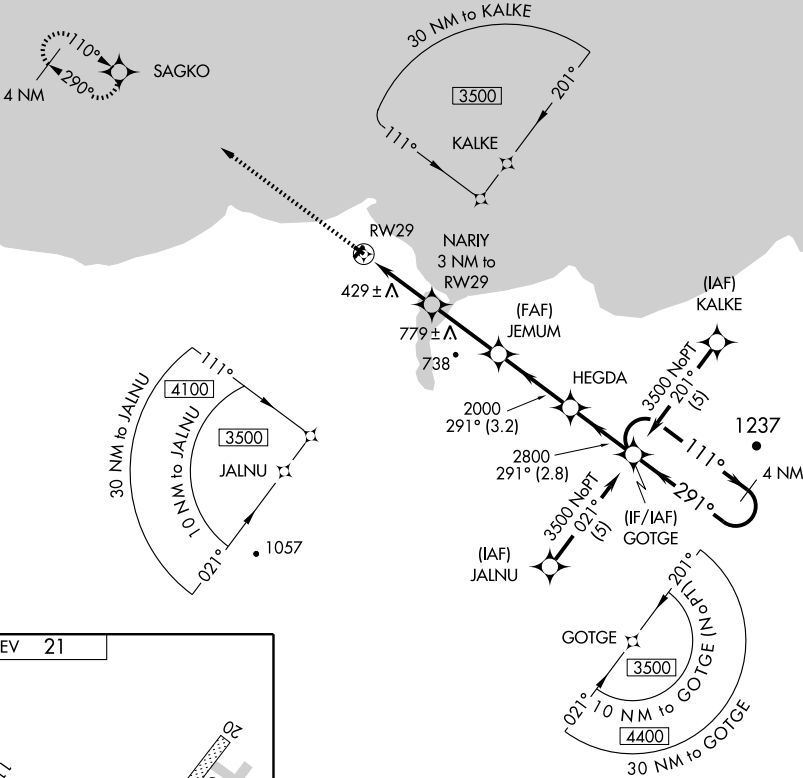 30 NM to KALKE
110°
290°
4 NM
SAGKO
3500
201°
111°
KALKE
RW29
NARIY
3 NM to
RW29
429 ±
779 ±
738
(FAF)
JEMUM
(IAF)
KALKE
HEGDA
3500 NoPT
201°
(5)
2000
291° (3.2)
1237
111°
4 NM
2800
291° (2.8)
291°
(IF/IAF)
GOTGE
3500 NoPT
021°
(5)
(IAF)
JALNU
111°
4100
3500
JALNU
30 NM to JALNU
10 NM to JALNU
021°
1057
201°
GOTGE
3500
021°
10 NM to GOTGE (NoPT)
4400
30 NM to GOTGE
EV 21
20